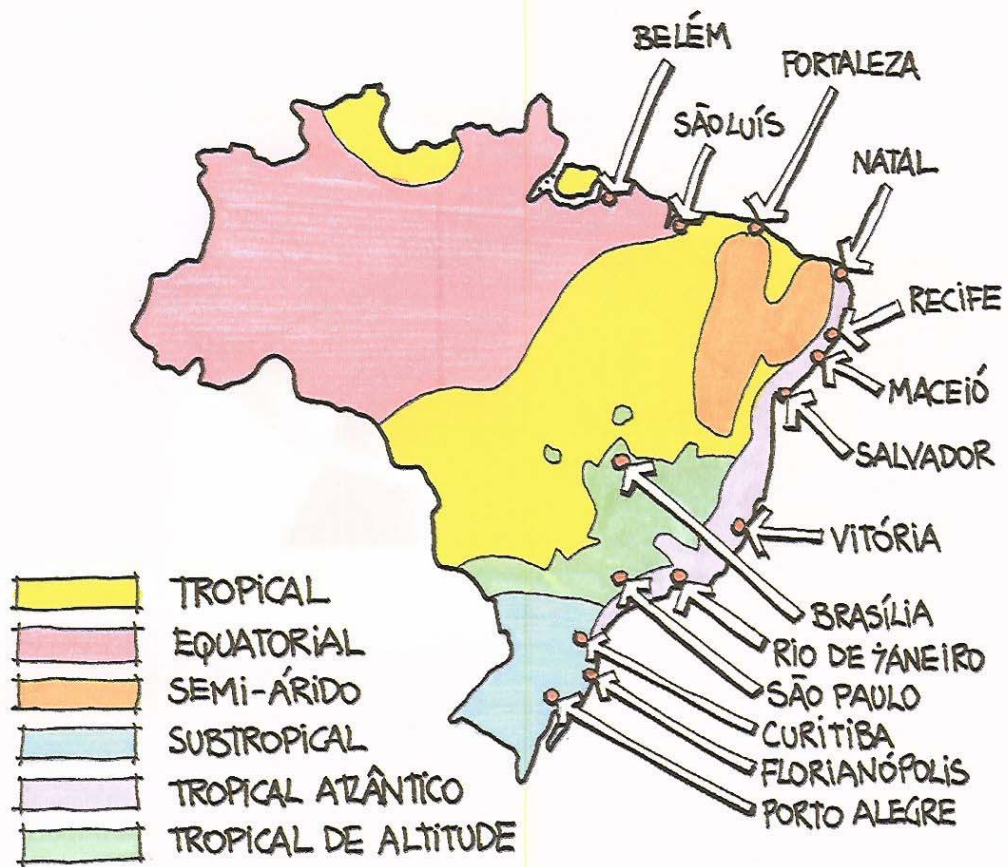 BELÉM
FORTALEZA
SÃO LUÍS
NATAL
RECIFE
MACEIÓ
SALVADOR
VITÓRIA
BRASÍLIA
RIO DE JANEIRO
SÃO PAULO
CURITIBA
FLORIANÓPOLIS
PORTO ALEGRE
TROPICAL
EQUATORIAL
SEMI-ÁRIDO
SUBTROPICAL
TROPICAL ATLÂNTICO
TROPICAL DE ALTITUDE